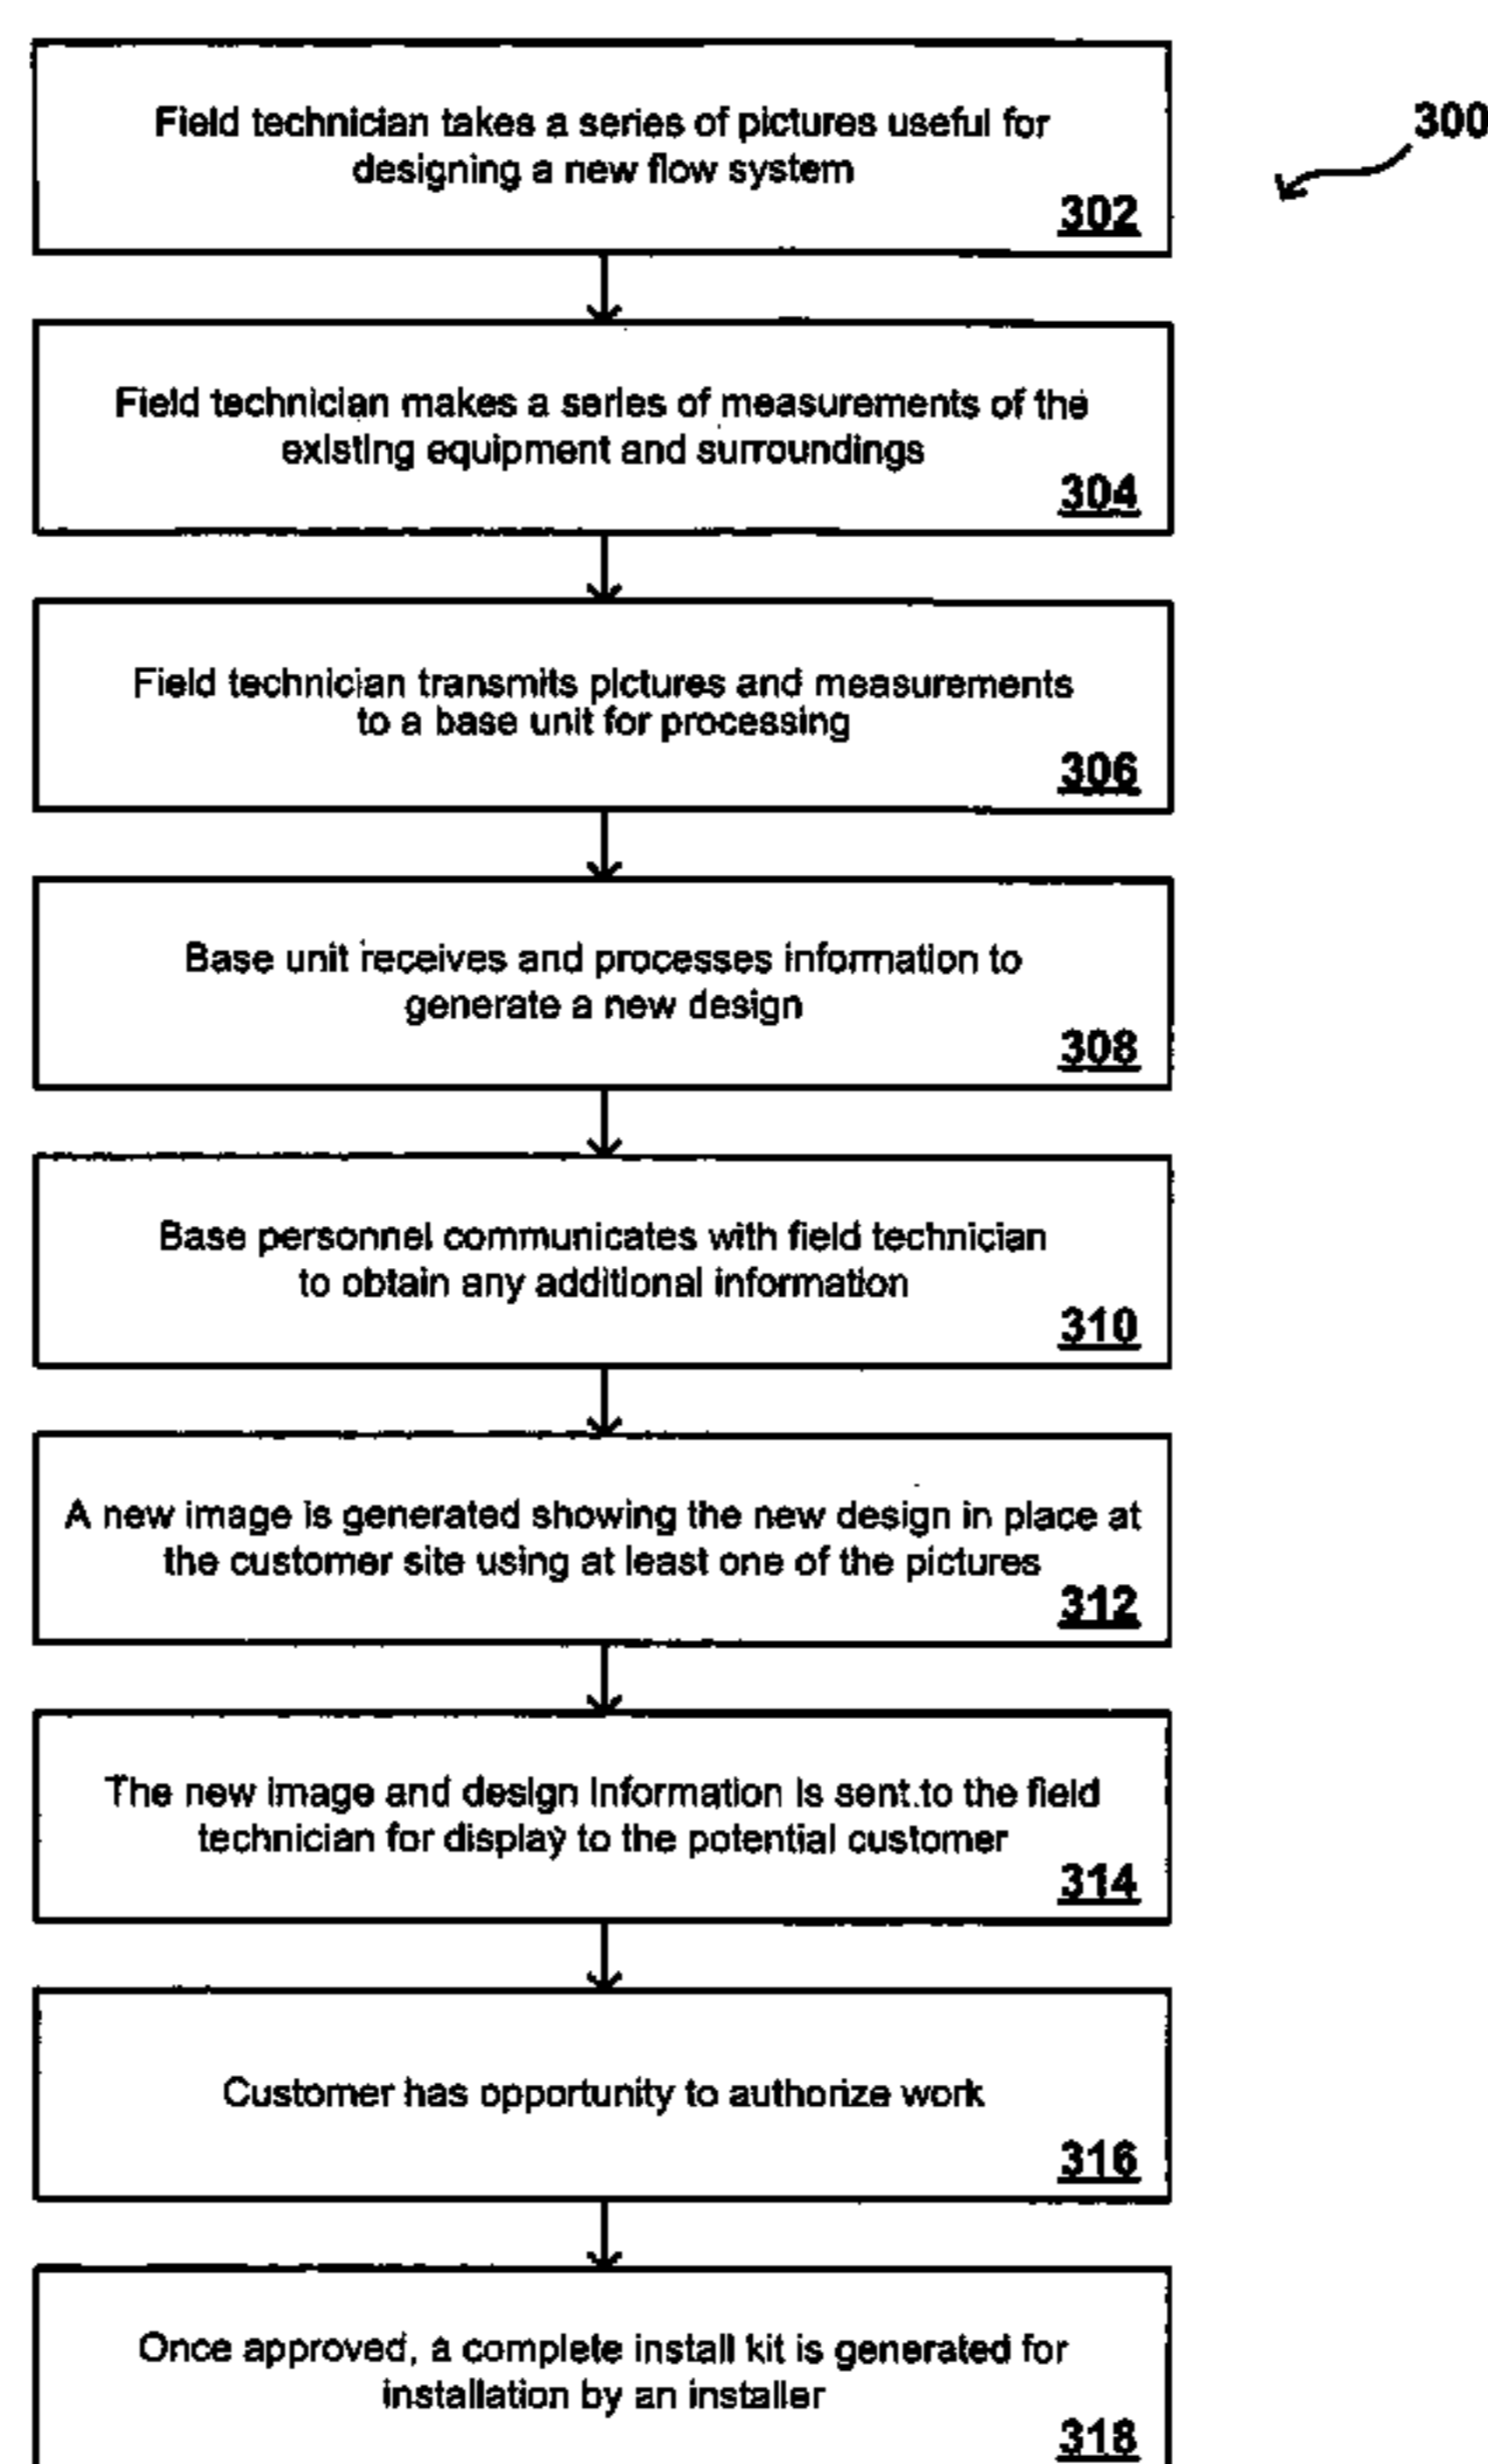 Field technician takes a series of pictures useful for
designing a new flow system
302
300
Field technician makes a series of measurements of the
existing equipment and surroundings
304
Field technician transmits pictures and measurements
to a base unit for processing
306
Base unit receives and processes information to
generate a new design
308
Base personnel communicates with field technician
to obtain any additional information
310
A new image is generated showing the new design in place at
the customer site using at least one of the pictures
312
The new image and design information is sent to the field
technician for display to the potential customer
314
Customer has opportunity to authorize work
316
Once approved, a complete install kit is generated for
installation by an installer
318